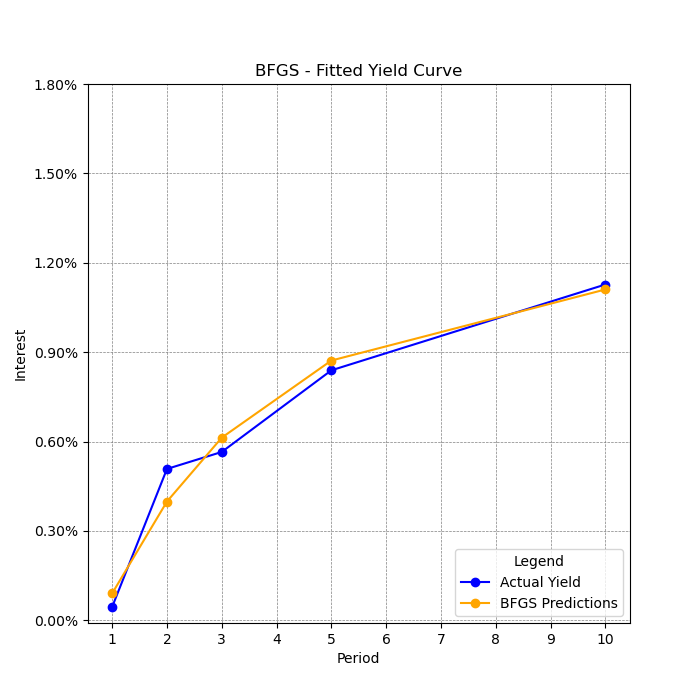 BFGS - Fitted Yield Curve
1.80%
1.50%
1.20%
0.90%
0.60%
0.30%
0.00%
Interest
Legend
Actual Yield
BFGS Predictions
1 2 3 4 5 6 7 8 9 10
Period